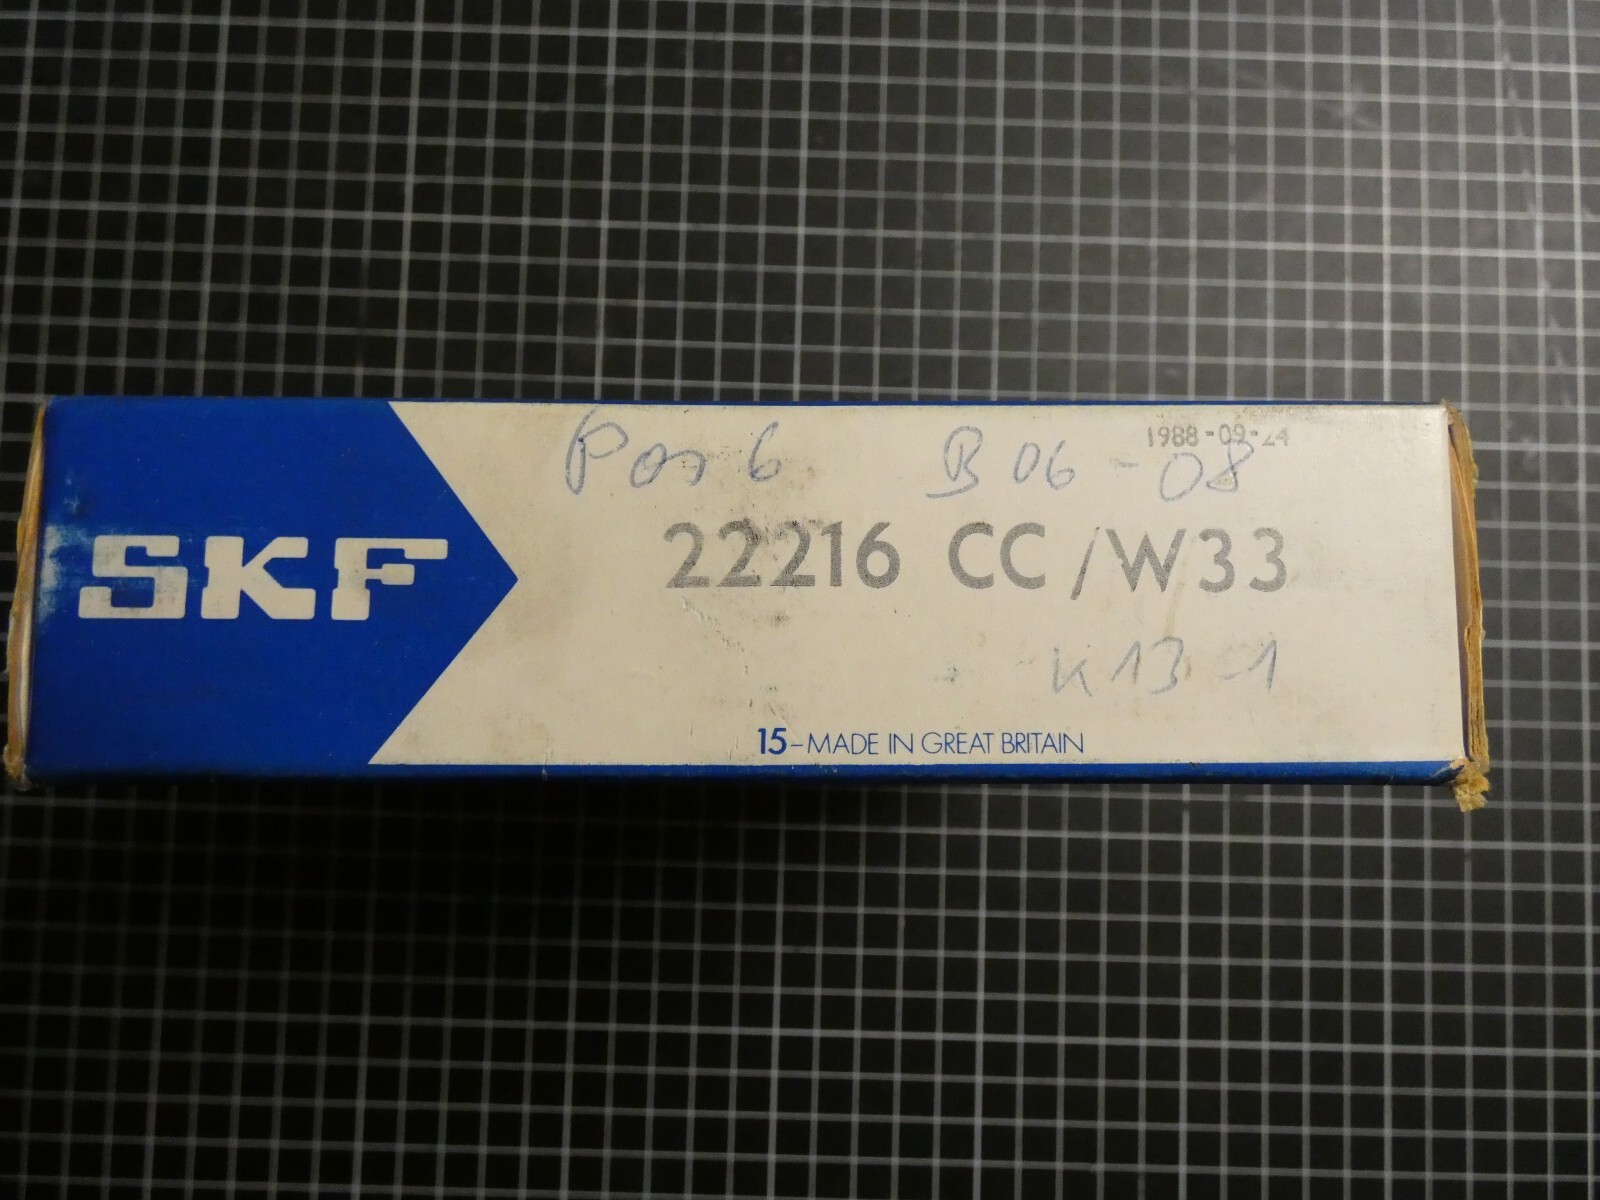 1988-09-24
Pos 6 B 06 - 08
SKF
22216 CC/W33
K13-1
15-MADE IN GREAT BRITAIN